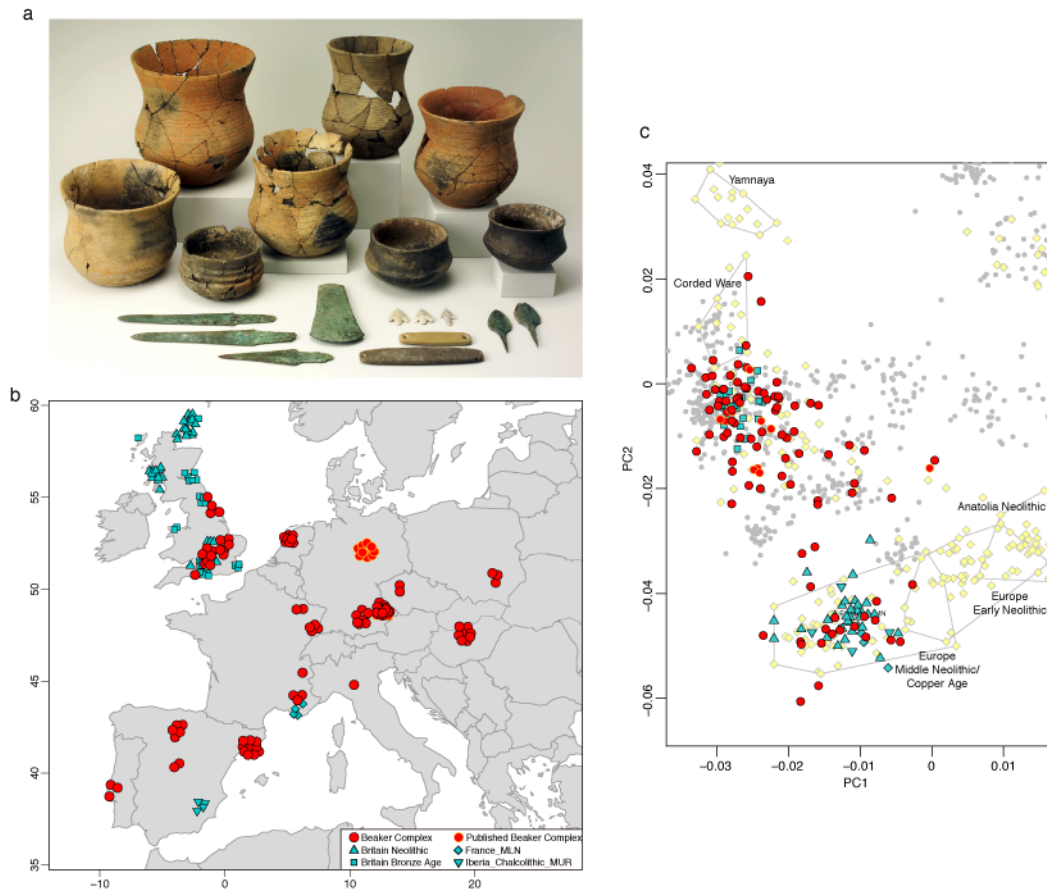 a
b
60
55
50
45
40
35
−10
0
10
20
Beaker Complex
Published Beaker Complex
Britain Neolithic
France_MLN
Britain Bronze Age
Iberia_Chalcolithic_MUR
c
PC2
0.04
0.02
0
−0.02
−0.04
−0.06
Yamnaya
Corded Ware
Anatolia Neolithic
Europe
Early Neolithic
Europe
Middle Neolithic/
Copper Age
−0.03
−0.02
−0.01
0
0.01
PC1